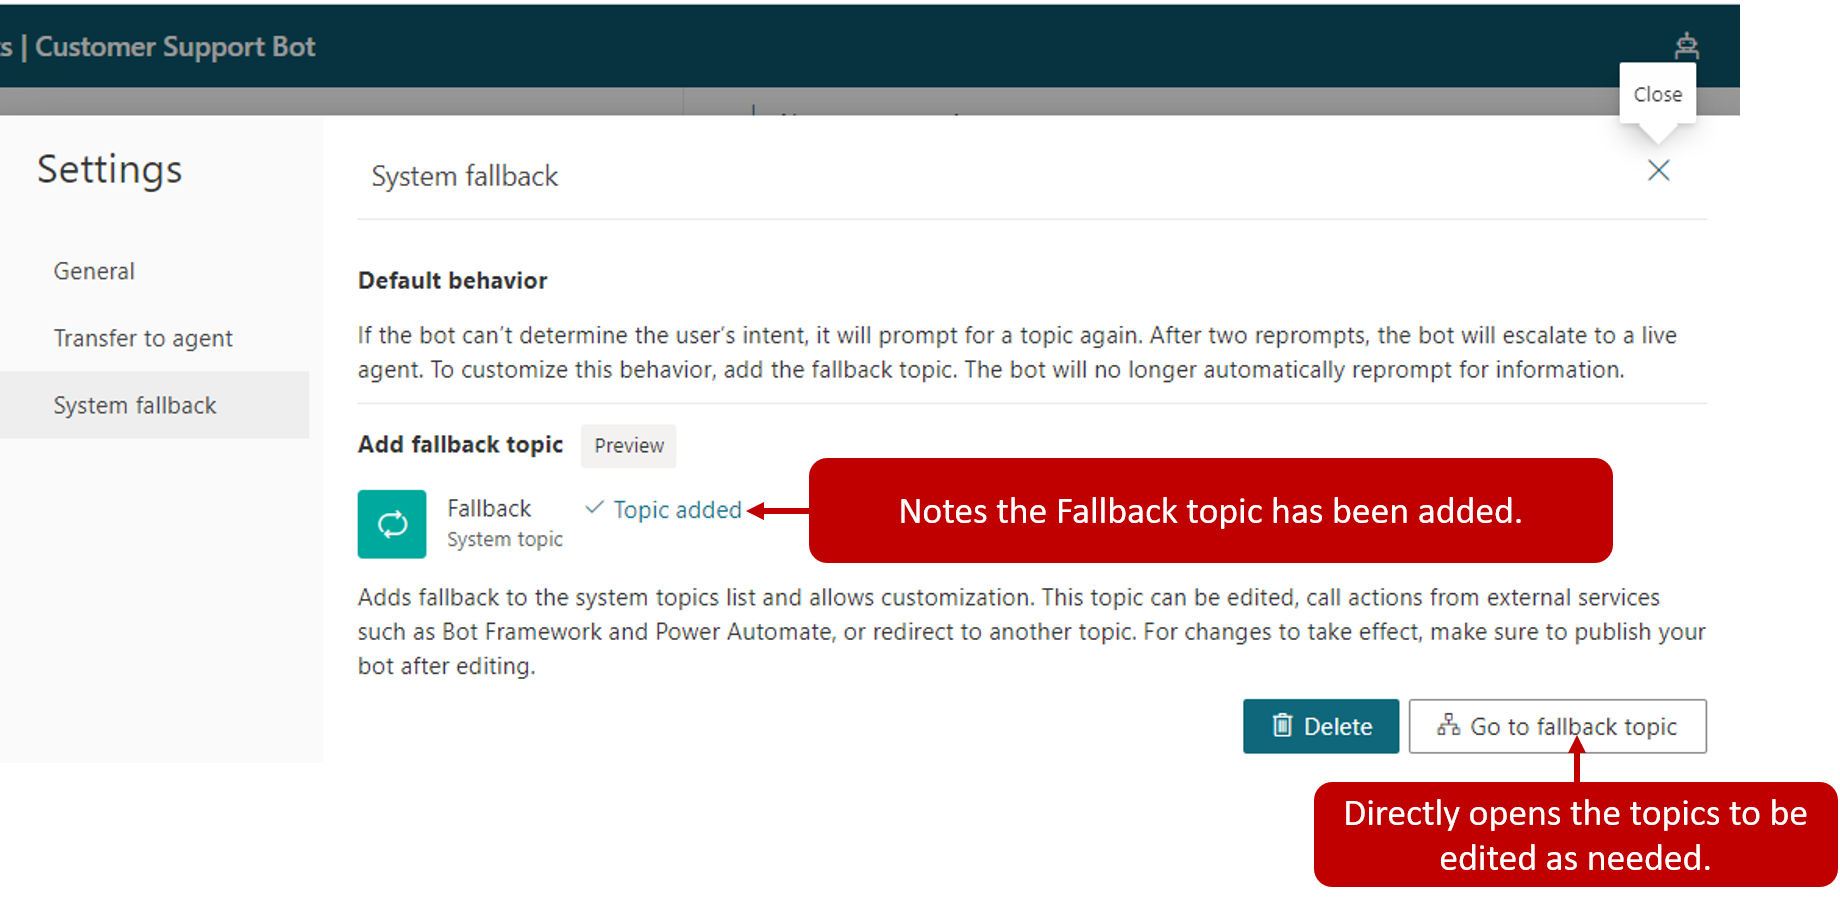 s | Customer Support Bot
Close
Settings
System fallback
General
Transfer to agent
System fallback
Default behavior
If the bot can't determine the user's intent, it will prompt for a topic again. After two reprompts, the bot will escalate to a live
agent. To customize this behavior, add the fallback topic. The bot will no longer automatically reprompt for information.
Add fallback topic Preview
Fallback
System topic
Topic added
Notes the Fallback topic has been added.
Adds fallback to the system topics list and allows customization. This topic can be edited, call actions from external services
such as Bot Framework and Power Automate, or redirect to another topic. For changes to take effect, make sure to publish your
bot after editing.
Delete
Go to fallback topic
Directly opens the topics to be
edited as needed.